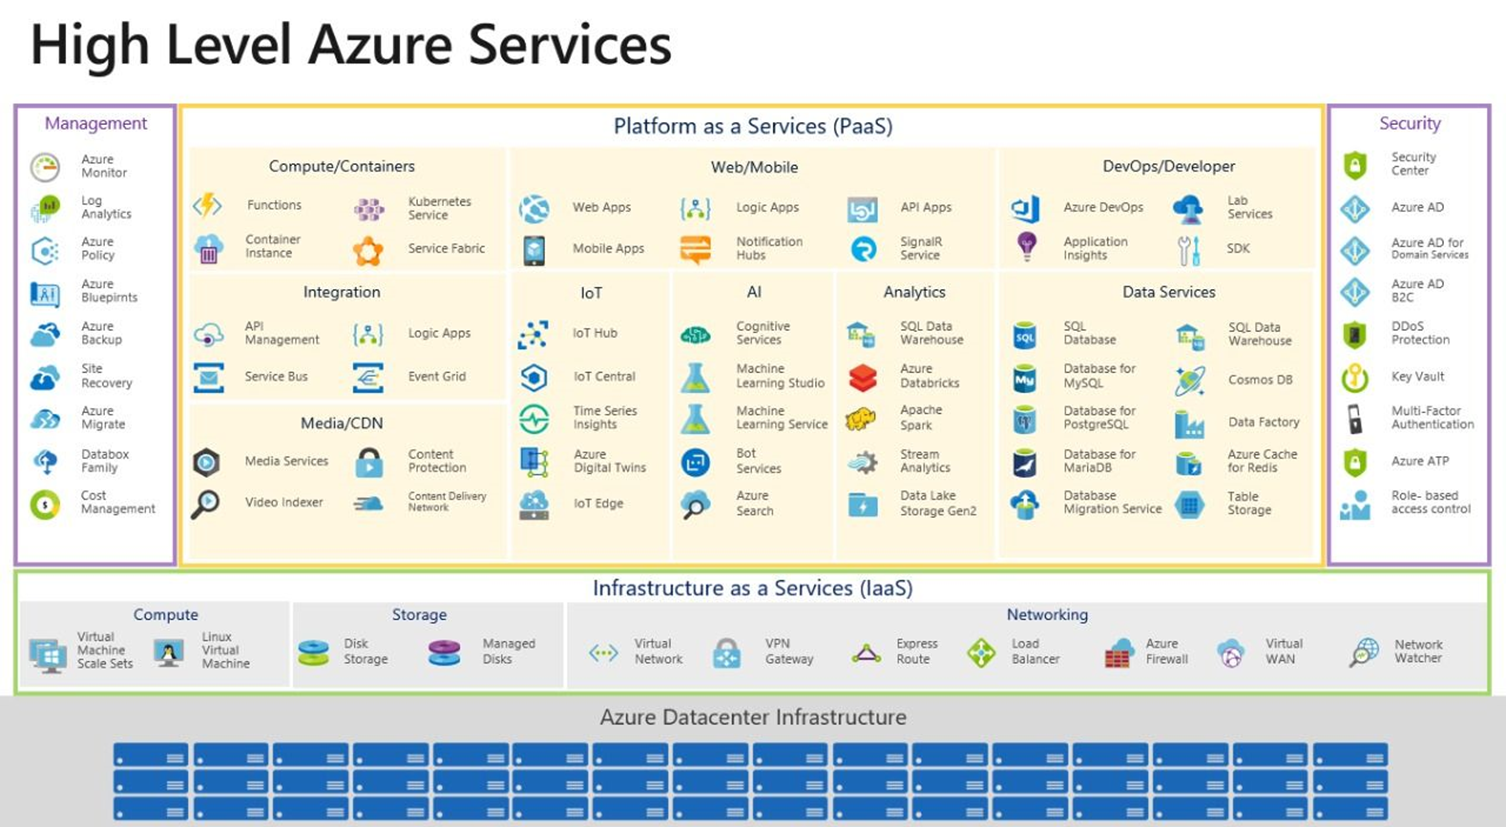 High Level Azure Services
Management
Azure
Monitor
Log
Analytics
Azure
Policy
Azure
Bluepirnts
Azure
Backup
Site
Recovery
Azure
Migrate
Databox
Family
Cost
Management
Platform as a Services (PaaS)
Compute/Containers
Functions
Kubernetes
Service
Container
Instance
Service Fabric
Web/Mobile
Web Apps
Logic Apps
API Apps
Mobile Apps
Notification
Hubs
SignalR
Service
DevOps/Developer
Azure DevOps
Lab
Services
Application
Insights
SDK
Integration
API
Management
Logic Apps
Service Bus
Event Grid
Media/CDN
Media Services
Content
Protection
Video Indexer
Content Delivery
Network
IoT
IoT Hub
IoT Central
Time Series
Insights
Azure
Digital Twins
IoT Edge
AI
Cognitive
Services
Machine
Learning Studio
Machine
Learning Service
Bot
Services
Azure
Search
Analytics
SQL Data
Warehouse
Azure
Databricks
Apache
Spark
Stream
Analytics
Data Lake
Storage Gen2
Data Services
SQL
SQL
Database
SQL Data
Warehouse
My
Database for
MySQL
Cosmos DB
Database for
PostgreSQL
Data Factory
Database for
MariaDB
Azure Cache
for Redis
Database
Migration Service
Table
Storage
Security
Security
Center
Azure AD
Azure AD for
Domain Services
Azure AD
B2C
DDoS
Protection
Key Vault
Multi-Factor
Authentication
Azure ATP
Role- based
access control
Infrastructure as a Services (IaaS)
Compute
Virtual
Machine
Scale Sets
Linux
Virtual
Machine
Storage
Disk
Storage
Managed
Disks
Networking
Virtual
Network
VPN
Gateway
Express
Route
Load
Balancer
Azure
Firewall
Virtual
WAN
Network
Watcher
Azure Datacenter Infrastructure